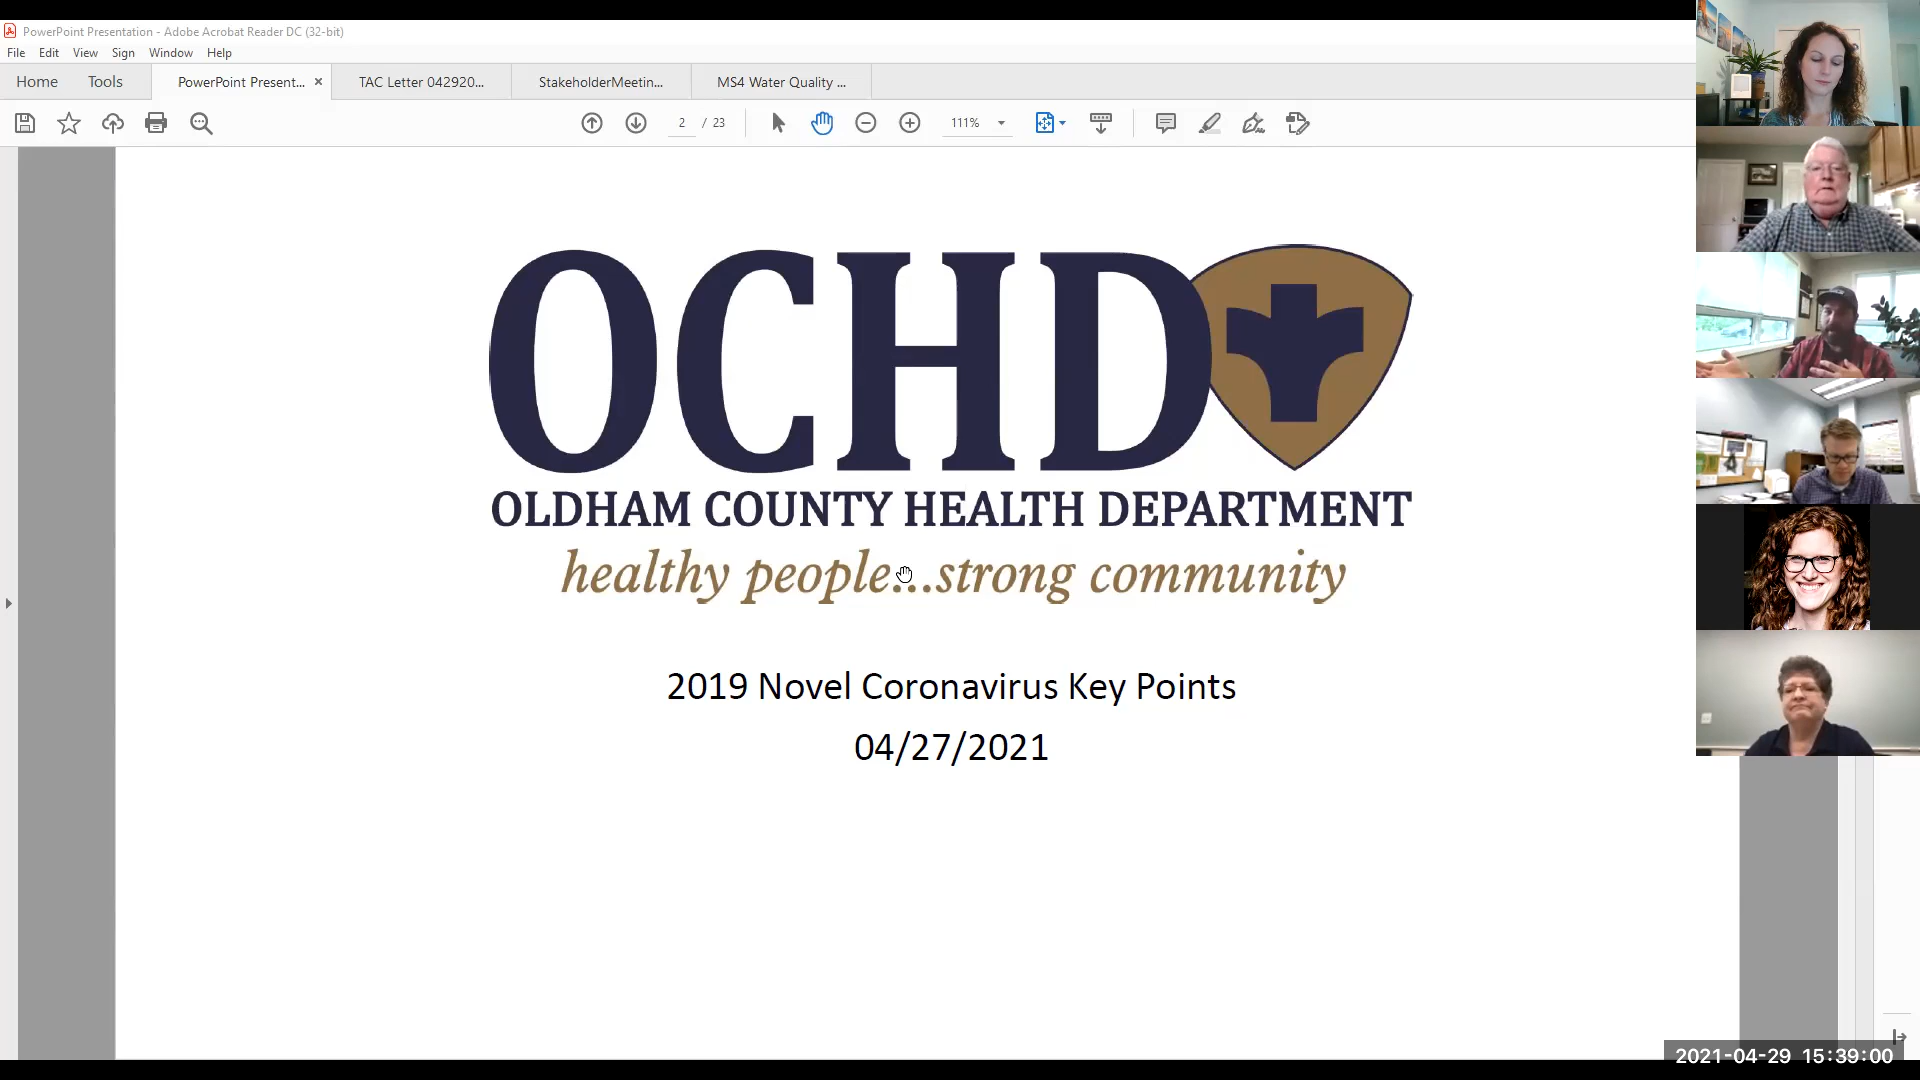 PowerPoint Presentation - Adobe Acrobat Reader DC (32-bit)
File Edit View Sign Window Help
Home Tools PowerPoint Present... × TAC Letter 042920... StakeholderMeetin... MS4 Water Quality ...
2 / 23 111%
OCHD
OLDHAM COUNTY HEALTH DEPARTMENT
healthy people...strong community
2019 Novel Coronavirus Key Points
04/27/2021
2021-04-29 15:39:00